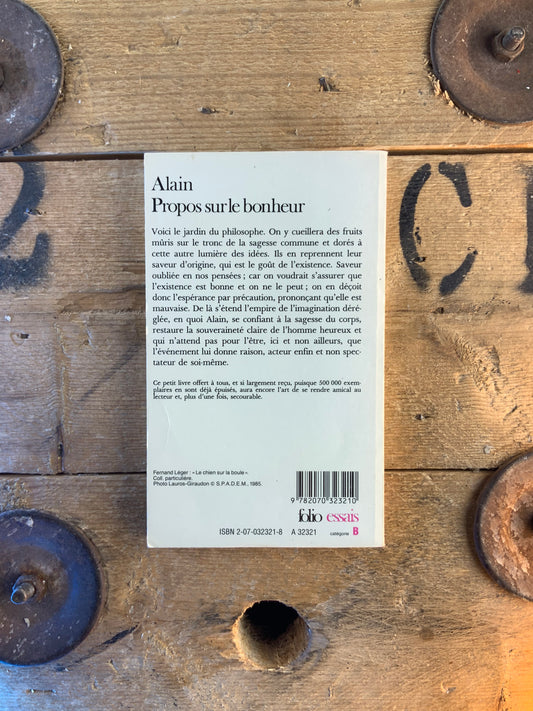 Alain
Propos sur le bonheur
Voici le jardin du philosophe. On y cueillera des fruits
mûris sur le tronc de la sagesse commune et dorés à
cette autre lumière des idées. Ils en reprennent leur
saveur d'origine, qui est le goût de l'existence. Saveur
oubliée en nos pensées ; car on voudrait s'assurer que
l'existence est bonne et on ne le peut ; on en déçoit
donc l'espérance par précaution, prononçant qu'elle est
mauvaise. De là s'étend l'empire de l'imagination déré-
glée, en quoi Alain, se confiant à la sagesse du corps,
restaure la souveraineté claire de l'homme heureux et
qui n'attend pas pour l'être, ici et non ailleurs, que
l'événement lui donne raison, acteur enfin et non spec-
tateur de soi-même.
Ce petit livre offert à tous, et si largement reçu, puisque 500 000 exem-
plaires en sont déjà épuisés, aura encore l'art de se rendre amical au
lecteur et, plus d'une fois, secourable.
Fernand Léger : «Le chien sur la boule».
Coll. particulière.
Photo Lauros-Giraudon © S.P.A.D.E.M., 1985.
9 782070 323210
folio essais
ISBN 2-07-032321-8 A 32321 catégorie B
2
C